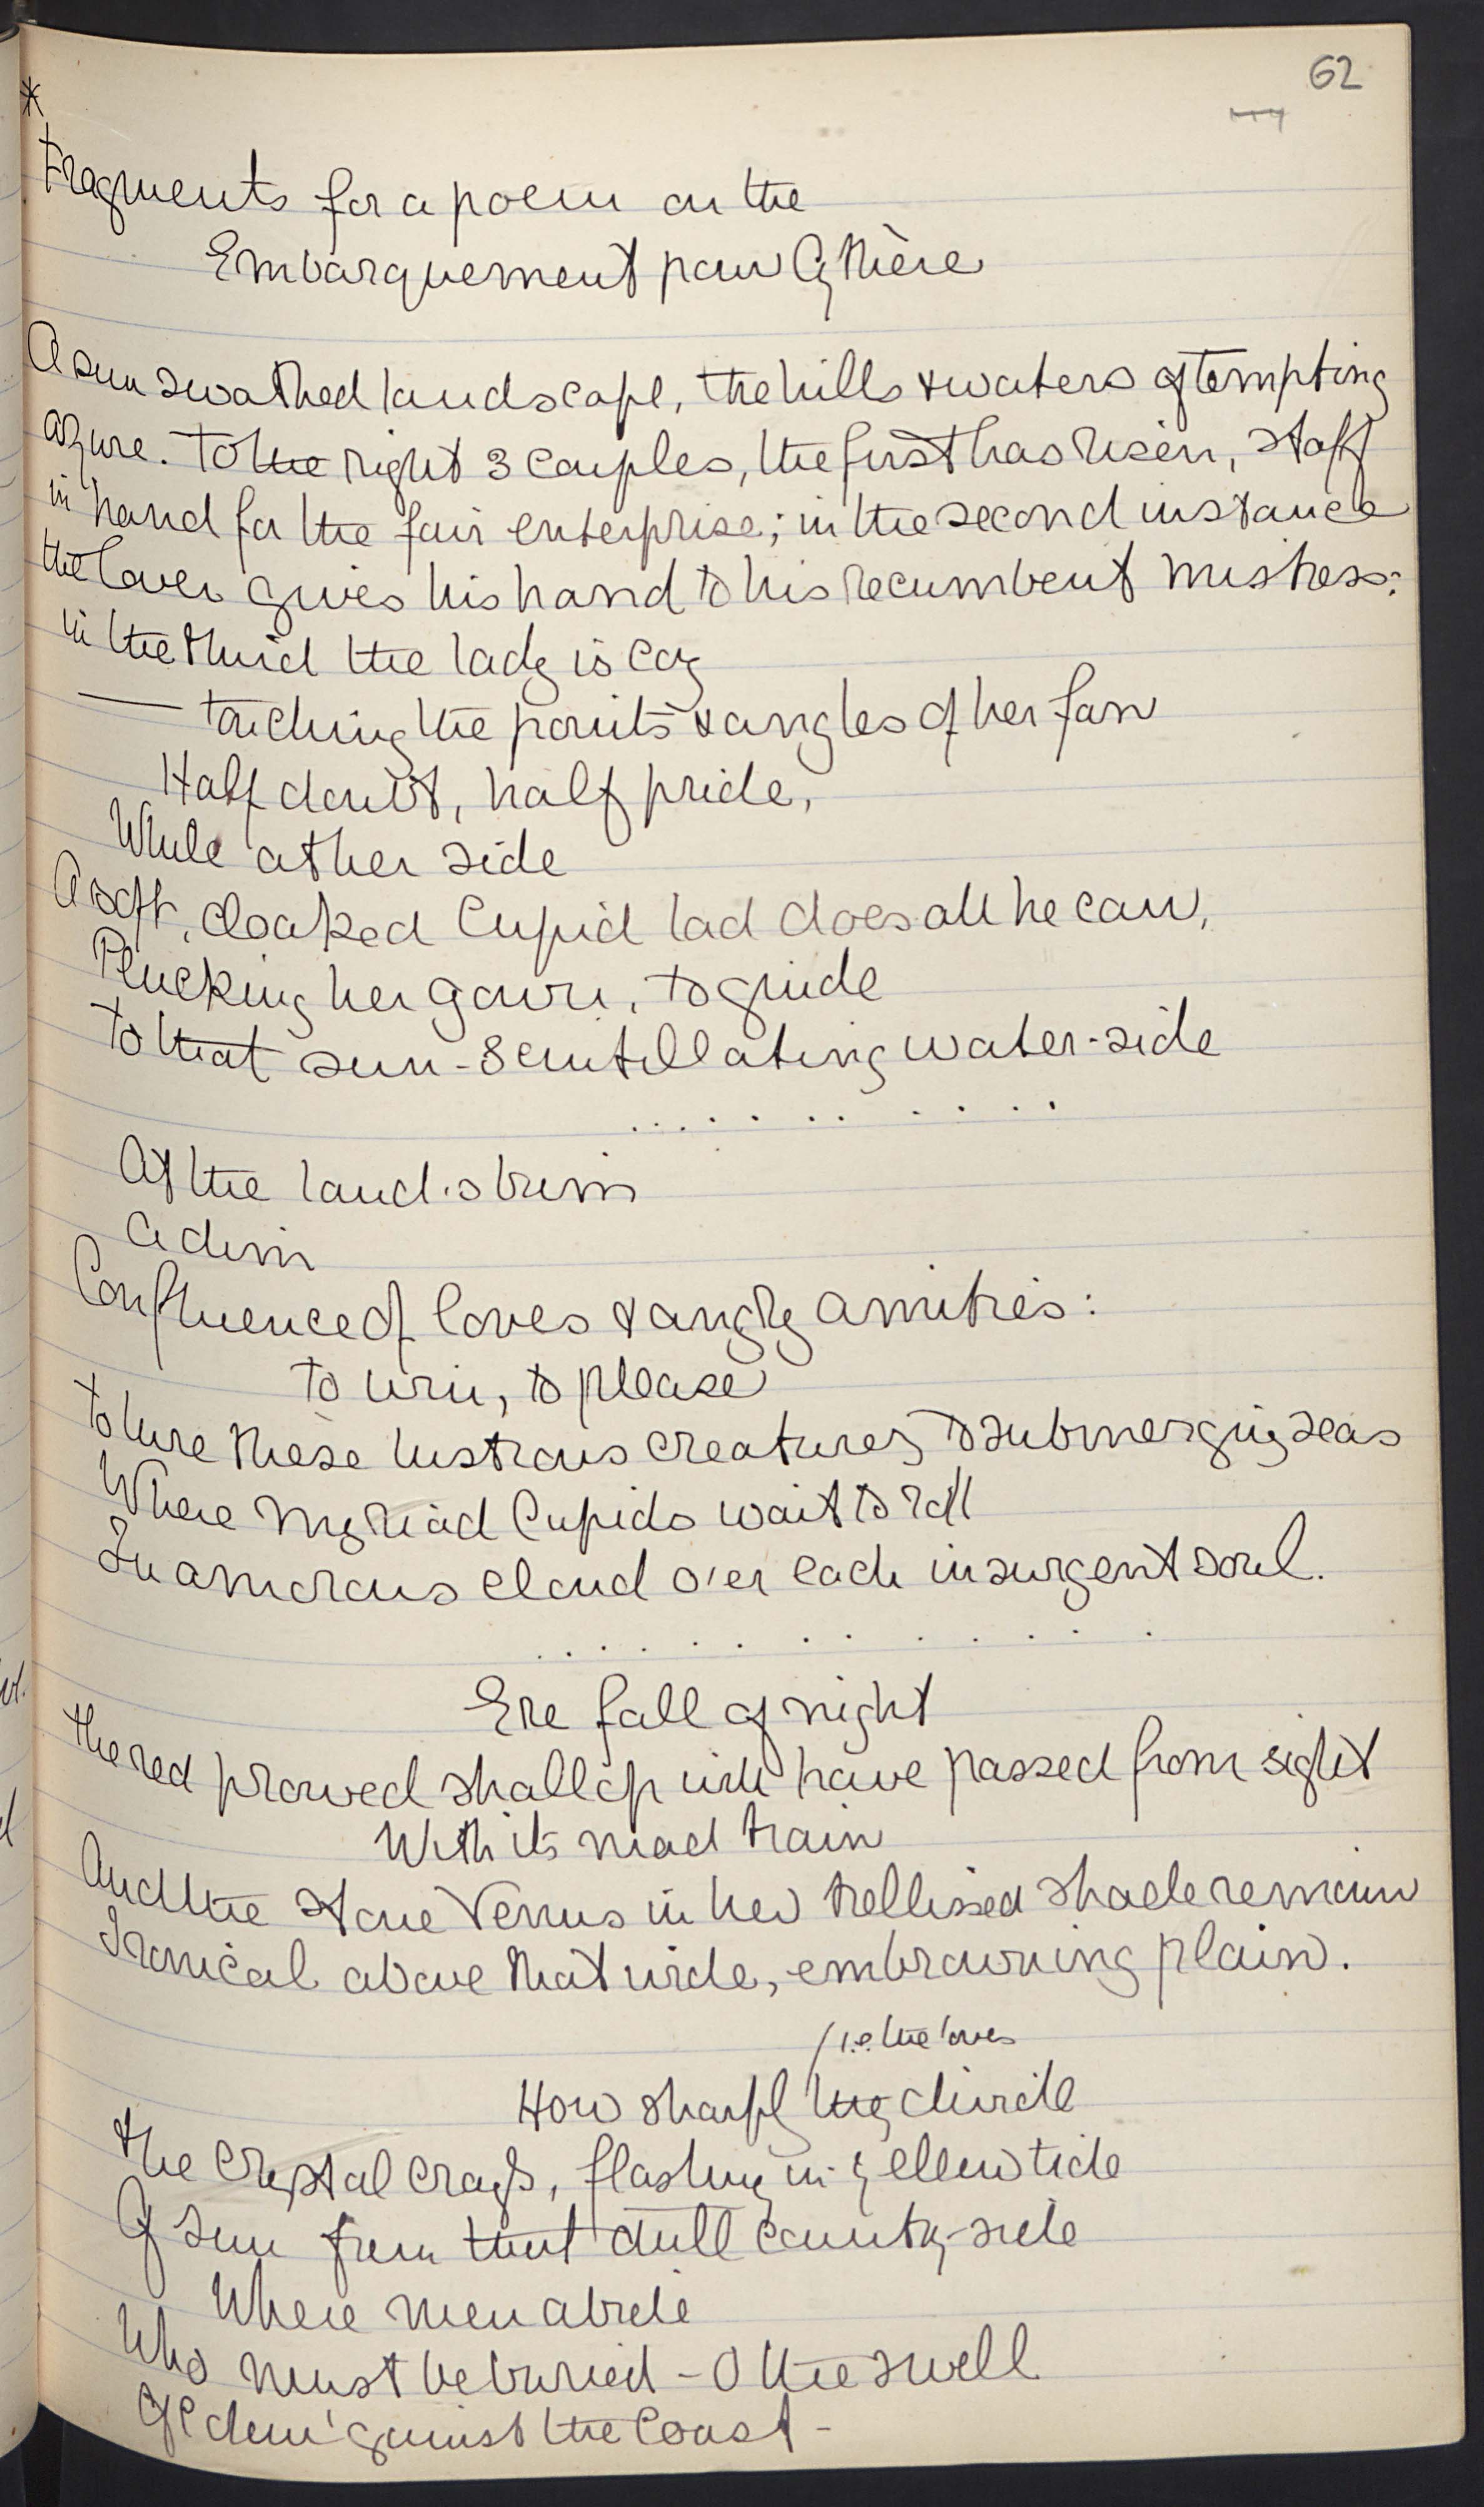 62
*
Fragments for a poem on the
Embarquement pour Cythère
A sun swathed landscape, the hills & waters of tempting
azure. To the right 3 couples, the first has risen, staff
in hand for the fair enterprise; in the second instance
the lover gives his hand to his recumbent mistress:
in the third the lady is coy
— touching the points & angles of her fan
Half doubt, half pride,
While at her side
A soft, cloaked Cupid lad does all he can,
Plucking her gown, to guide
To that sun-scintillating water-side
. . . . . . . . . .
At the land's brim
a dim
Confluence of loves & angry amities:
To win, to please
To lure these lustrous creatures to submerging seas
Where myriad Cupids wait to roll
In amorous cloud o'er each insurgent soul.
. . . . . . . . . . .
Ere fall of night
The red prowed shallop will have passed from sight
With its mad train
And the stone Venus in her trellissed shade remain
Ironical above that wide, embrowning plain.
/ i.e. the loves
How sharply they divide
The crystal crags, flashing in yellow tide
Of sun from that dull county-side
Where men abide
Who must be buried – O the swell
Of Eden 'gainst the coast –